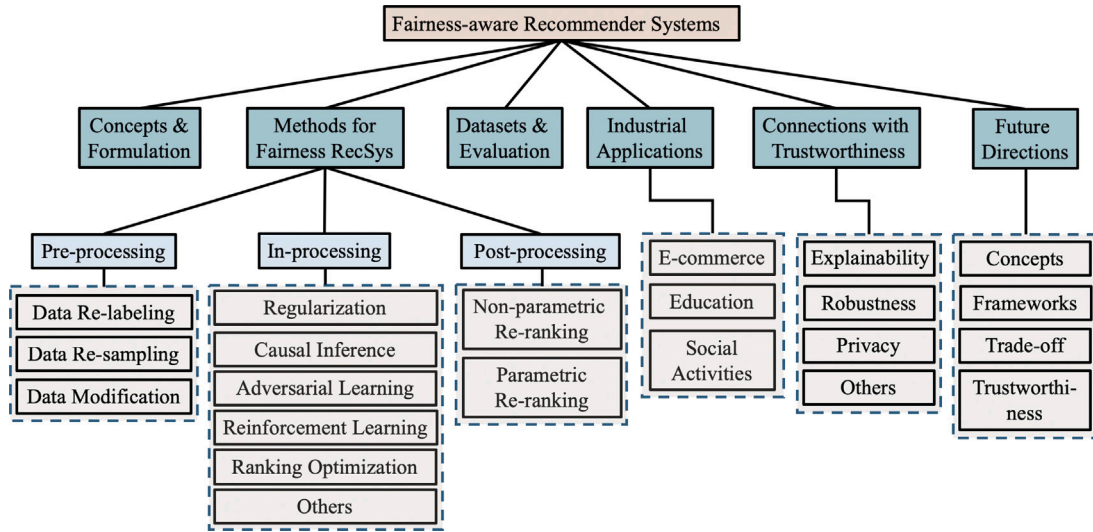 Fairness-aware Recommender Systems
Concepts &
Formulation
Methods for
Fairness RecSys
Datasets &
Evaluation
Industrial
Applications
Connections with
Trustworthiness
Future
Directions
Pre-processing
Data Re-labeling
Data Re-sampling
Data Modification
In-processing
Regularization
Causal Inference
Adversarial Learning
Reinforcement Learning
Ranking Optimization
Others
Post-processing
Non-parametric
Re-ranking
Parametric
Re-ranking
E-commerce
Education
Social
Activities
Explainability
Robustness
Privacy
Others
Concepts
Frameworks
Trade-off
Trustworthi-
ness